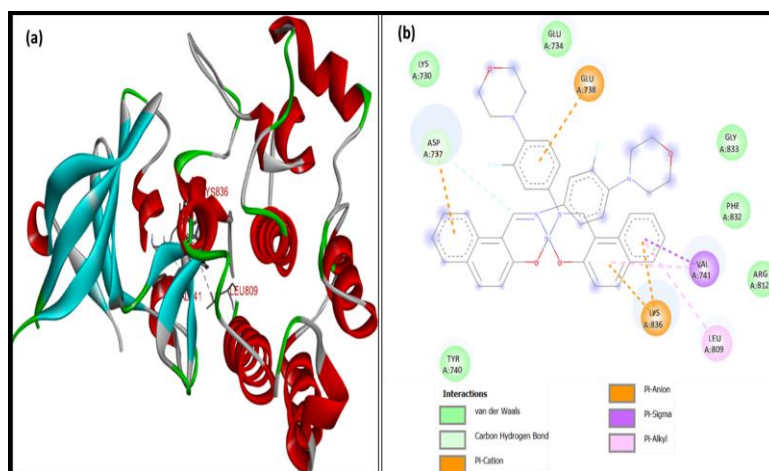 (a)
YS836
A
41
LEU809
(b)
GLU
A:734
LYS
A:730
GLU
A:738
ASP
A:737
GLY
A:833
PHE
A:832
VAL
A:741
ARG
A:812
LYS
A:836
LEU
A:809
TYR
A:740
Interactions
van der Waals
Carbon Hydrogen Bond
Pi-Cation
Pi-Anion
Pi-Sigma
Pi-Alkyl